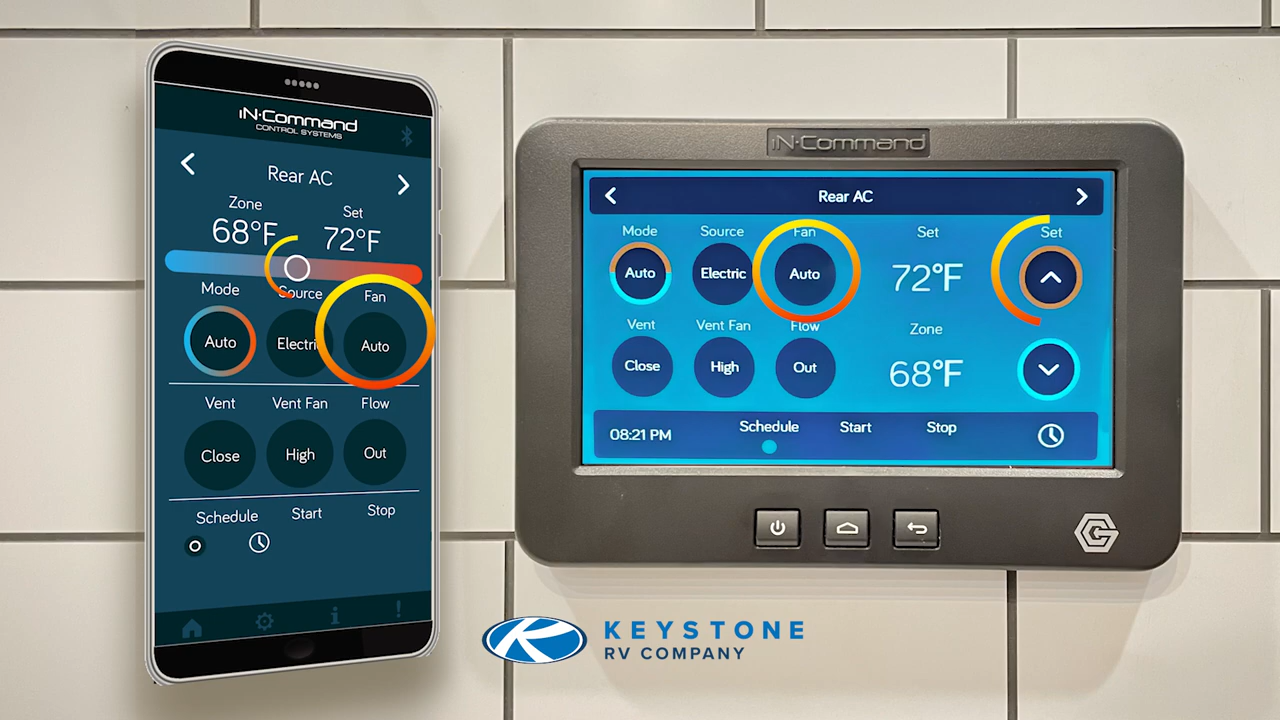 iN·Command
CONTROL SYSTEMS
Rear AC
Zone Set
68°F 72°F
Mode Source Fan
Auto Electri Auto
Vent Vent Fan Flow
Close High Out
Schedule Start Stop
iN·Command
Rear AC
Mode Source Fan Set Set
Auto Electric Auto 72°F
Vent Vent Fan Flow Zone
Close High Out 68°F
08:21 PM Schedule Start Stop
KEYSTONE
RV COMPANY